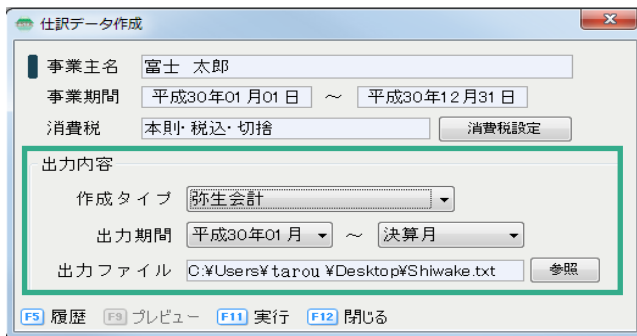 仕訳データ作成
事業主名 富士 太郎
事業期間 平成30年01月01日 ～ 平成30年12月31日
消費税 本則・税込・切捨 消費税設定
出力内容
作成タイプ 弥生会計
出力期間 平成30年01月 ～ 決算月
出力ファイル C:¥Users¥tarou¥Desktop¥Shiwake.txt 参照
F5 履歴 F9 プレビュー F11 実行 F12 閉じる